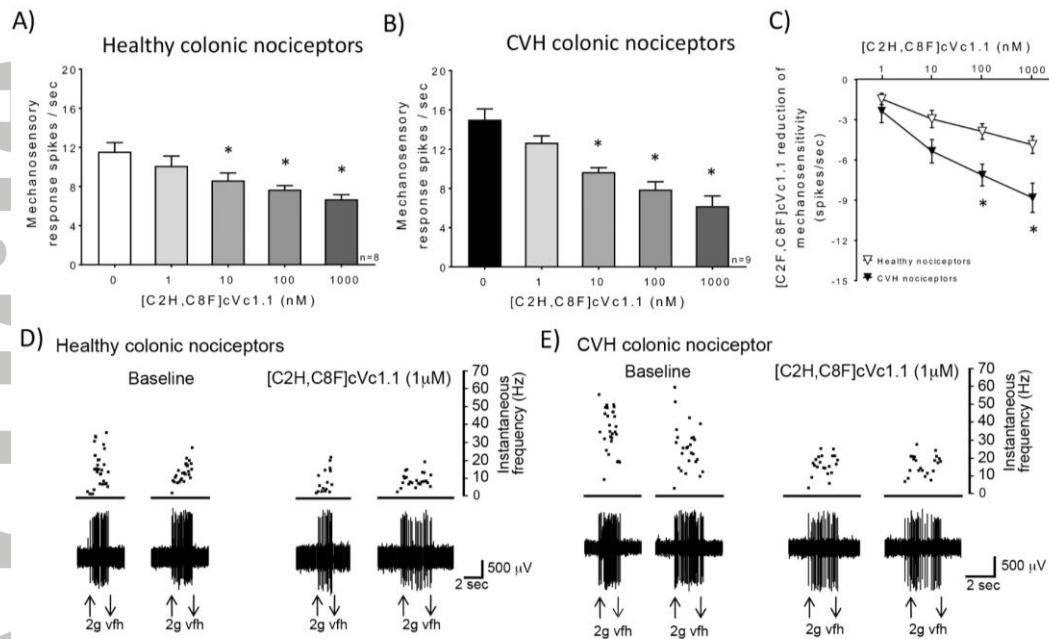 A)
Healthy colonic nociceptors
Mechanosensory
response spikes / sec
20
16
12
8
4
0
* * *
n=8
0 1 10 100 1000
[C2H,C8F]cVc1.1 (nM)
B)
CVH colonic nociceptors
Mechanosensory
response spikes / sec
20
16
12
8
4
0
* * *
n=9
0 1 10 100 1000
[C2H,C8F]cVc1.1 (nM)
C)
[C2H,C8F]cVc1.1 (nM)
1 10 100 1000
[C2F,C8F]cVc1.1 reduction of
mechanosensitivity
(spikes/sec)
0
-3
-6
-9
-12
-15
* *
Healthy nociceptors
CVH nociceptors
D) Healthy colonic nociceptors
Baseline
[C2H,C8F]cVc1.1 (1μM)
50
40
30
20
10
0
Instantaneous
frequency (Hz)
500 μV
2 sec
2g vfh 2g vfh 2g vfh 2g vfh
E) CVH colonic nociceptor
Baseline
[C2H,C8F]cVc1.1 (1μM)
70
60
50
40
30
20
10
0
Instantaneous
frequency (Hz)
500 μV
2 sec
2g vfh 2g vfh 2g vfh 2g vfh